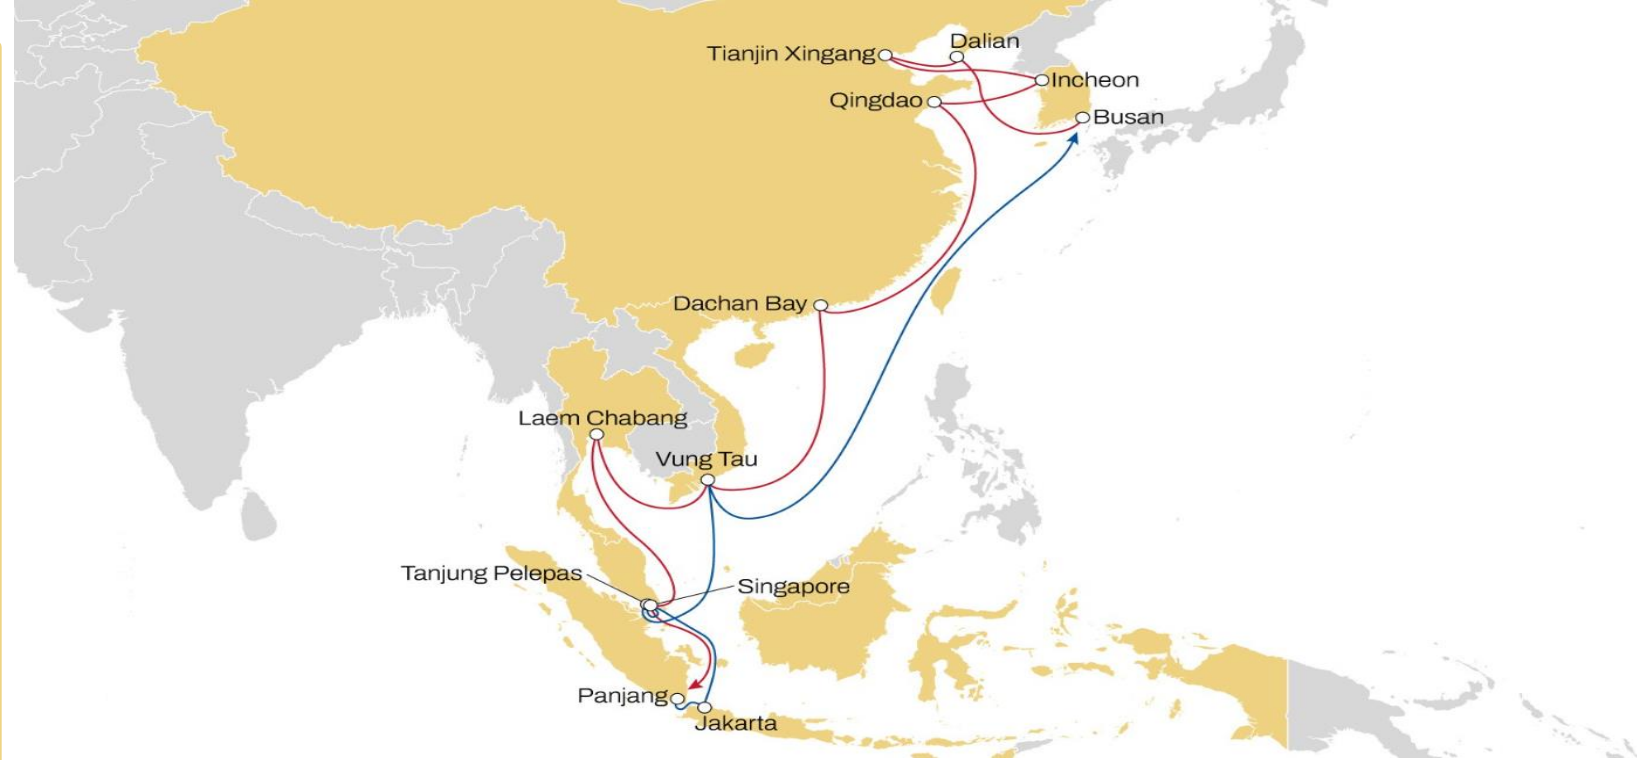 Dalian
Tianjin Xingang
Incheon
Qingdao
Busan
Dachan Bay
Laem Chabang
Vung Tau
Tanjung Pelepas
Singapore
Panjang
Jakarta